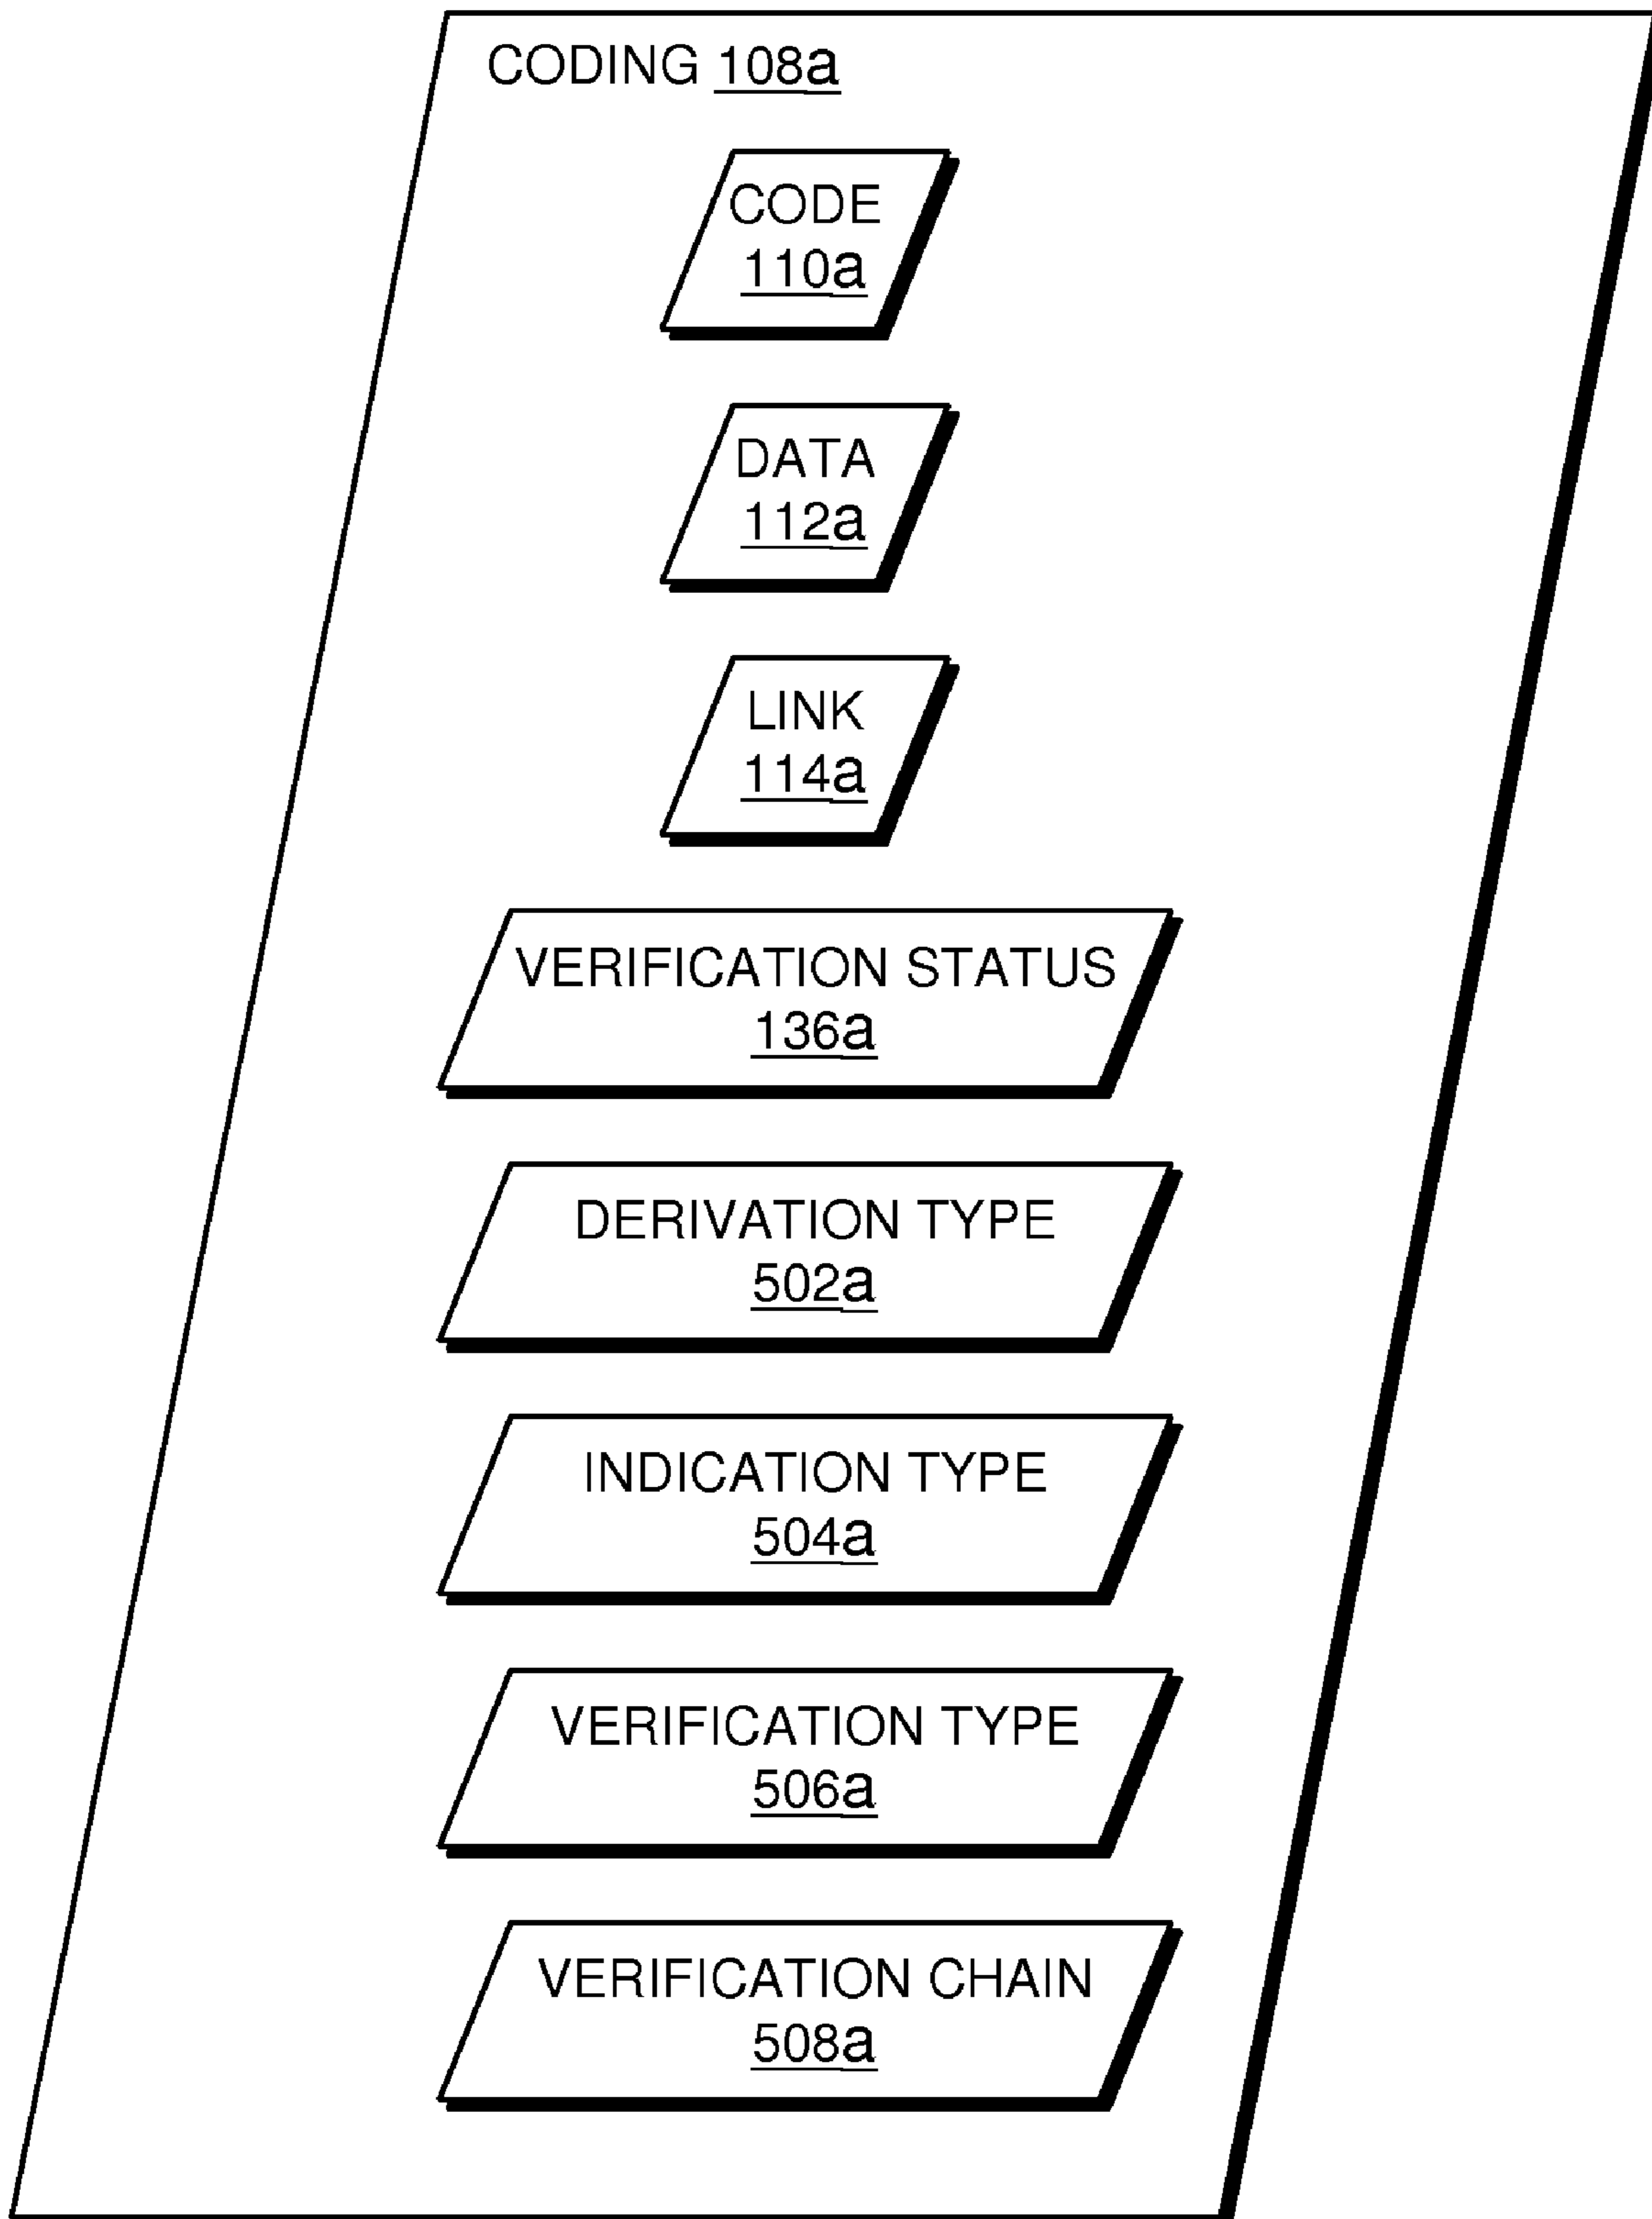 CODING 108a
CODE
110a
DATA
112a
LINK
114a
VERIFICATION STATUS
136a
DERIVATION TYPE
502a
INDICATION TYPE
504a
VERIFICATION TYPE
506a
VERIFICATION CHAIN
508a